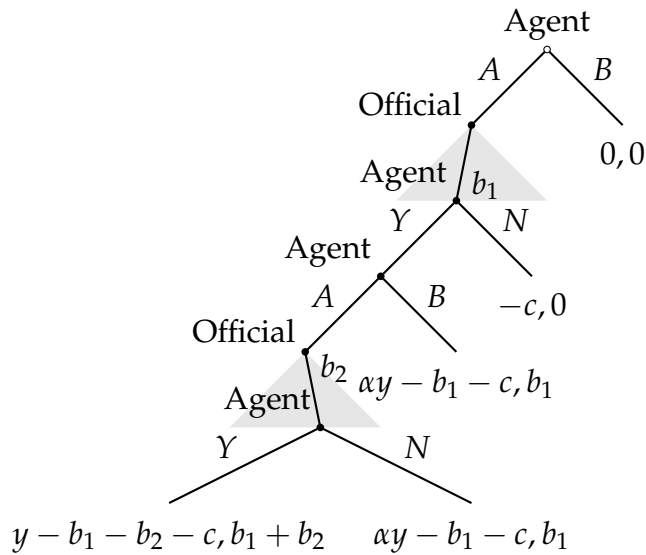 Agent
A B
Official
0, 0
Agent b₁
Y N
Agent
A B −c, 0
Official
b₂ αy − b₁ − c, b₁
Agent
Y N
y − b₁ − b₂ − c, b₁ + b₂ αy − b₁ − c, b₁